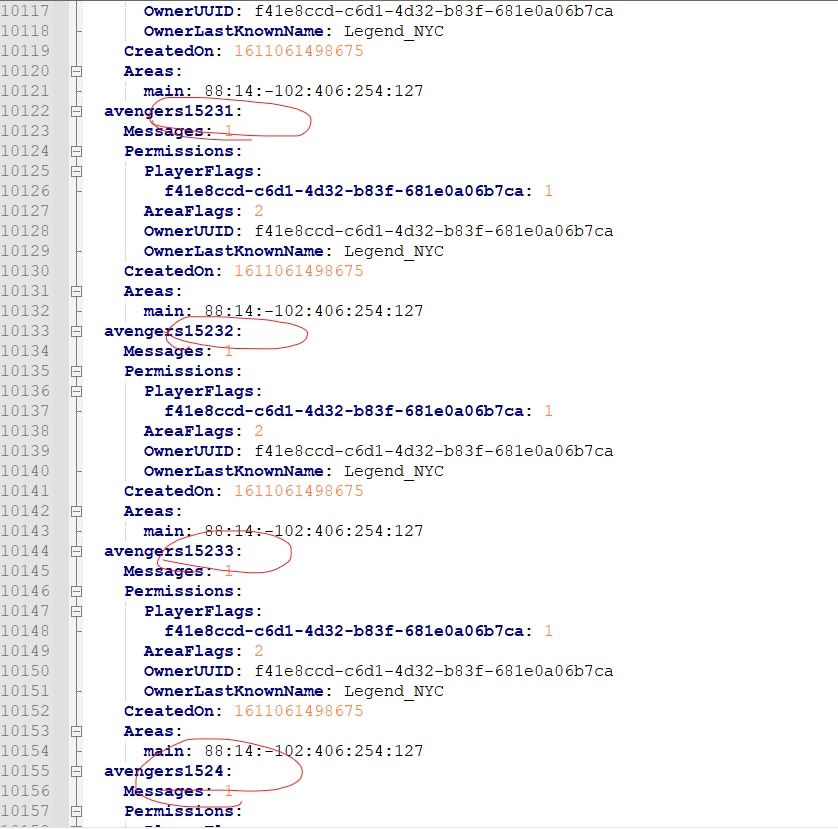 10117 OwnerUUID: f41e8ccd-c6d1-4d32-b83f-681e0a06b7ca
10118 OwnerLastKnownName: Legend_NYC
10119 CreatedOn: 1611061498675
10120 Areas:
10121 main: 88:14:-102:406:254:127
10122 avengers15231:
10123 Messages: 1
10124 Permissions:
10125 PlayerFlags:
10126 f41e8ccd-c6d1-4d32-b83f-681e0a06b7ca: 1
10127 AreaFlags: 2
10128 OwnerUUID: f41e8ccd-c6d1-4d32-b83f-681e0a06b7ca
10129 OwnerLastKnownName: Legend_NYC
10130 CreatedOn: 1611061498675
10131 Areas:
10132 main: 88:14:-102:406:254:127
10133 avengers15232:
10134 Messages: 1
10135 Permissions:
10136 PlayerFlags:
10137 f41e8ccd-c6d1-4d32-b83f-681e0a06b7ca: 1
10138 AreaFlags: 2
10139 OwnerUUID: f41e8ccd-c6d1-4d32-b83f-681e0a06b7ca
10140 OwnerLastKnownName: Legend_NYC
10141 CreatedOn: 1611061498675
10142 Areas:
10143 main: 88:14:-102:406:254:127
10144 avengers15233:
10145 Messages: 1
10146 Permissions:
10147 PlayerFlags:
10148 f41e8ccd-c6d1-4d32-b83f-681e0a06b7ca: 1
10149 AreaFlags: 2
10150 OwnerUUID: f41e8ccd-c6d1-4d32-b83f-681e0a06b7ca
10151 OwnerLastKnownName: Legend_NYC
10152 CreatedOn: 1611061498675
10153 Areas:
10154 main: 88:14:-102:406:254:127
10155 avengers1524:
10156 Messages: 1
10157 Permissions: